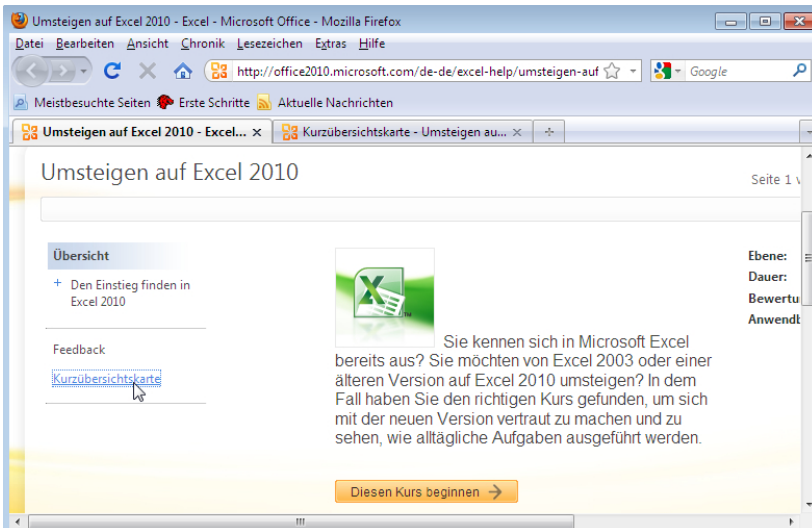 Umsteigen auf Excel 2010 - Excel - Microsoft Office - Mozilla Firefox
Datei Bearbeiten Ansicht Chronik Lesezeichen Extras Hilfe
http://office2010.microsoft.com/de-de/excel-help/umsteigen-auf Google
Meistbesuchte Seiten Erste Schritte Aktuelle Nachrichten
Umsteigen auf Excel 2010 - Excel... Kurzübersichtskarte - Umsteigen au...
Umsteigen auf Excel 2010
Seite 1 v
Übersicht
Den Einstieg finden in
Excel 2010
Feedback
Kurzübersichtskarte
Sie kennen sich in Microsoft Excel
bereits aus? Sie möchten von Excel 2003 oder einer
älteren Version auf Excel 2010 umsteigen? In dem
Fall haben Sie den richtigen Kurs gefunden, um sich
mit der neuen Version vertraut zu machen und zu
sehen, wie alltägliche Aufgaben ausgeführt werden.
Diesen Kurs beginnen
Ebene:
Dauer:
Bewertu
Anwendb